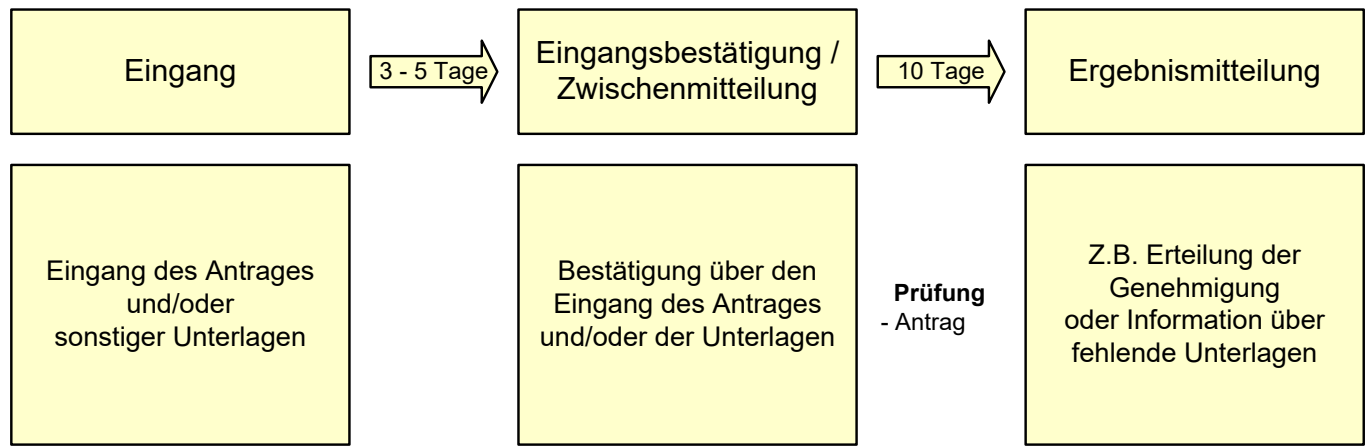 Eingang
3 - 5 Tage
Eingangsbestätigung /
Zwischenmitteilung
10 Tage
Ergebnismitteilung
Eingang des Antrages
und/oder
sonstiger Unterlagen
Bestätigung über den
Eingang des Antrages
und/oder der Unterlagen
Prüfung
- Antrag
Z.B. Erteilung der
Genehmigung
oder Information über
fehlende Unterlagen